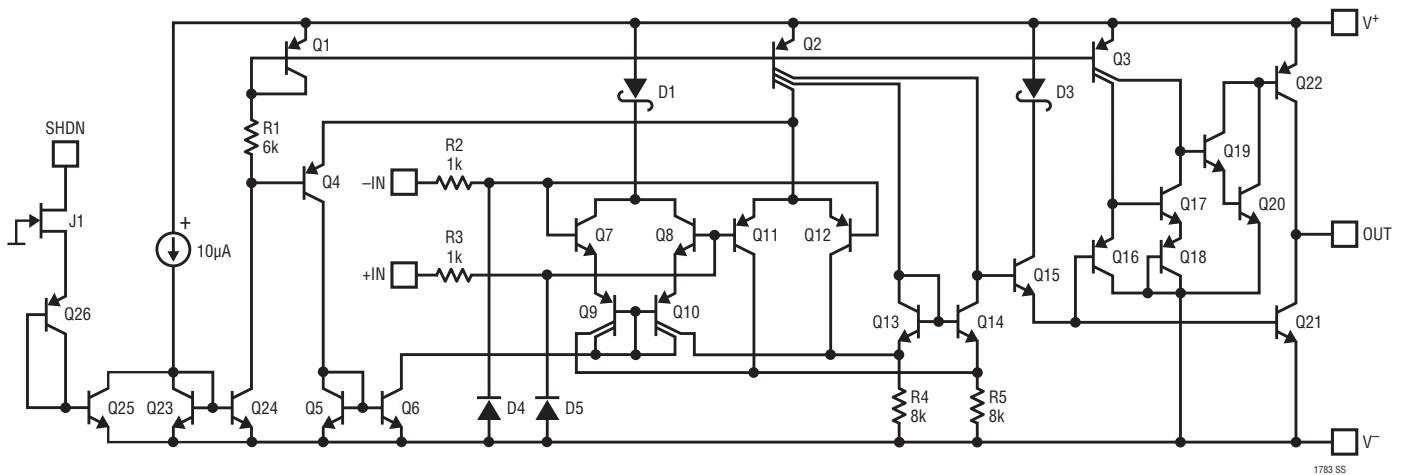 V+
Q1
Q2
Q3
Q22
D1
D3
R1
6k
SHDN
R2
1k
–IN
Q4
Q19
J1
+
10µA
Q7
Q8
Q11
Q12
Q17
Q20
R3
1k
+IN
OUT
Q16
Q18
Q15
Q26
Q9
Q10
Q13
Q14
Q21
Q25
Q23
Q24
Q5
Q6
D4
D5
R4
8k
R5
8k
V–
1783 SS